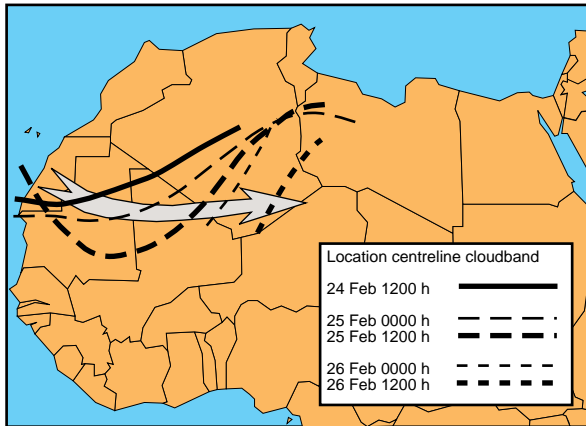 Location centreline cloudband
24 Feb 1200 h
25 Feb 0000 h
25 Feb 1200 h
26 Feb 0000 h
26 Feb 1200 h